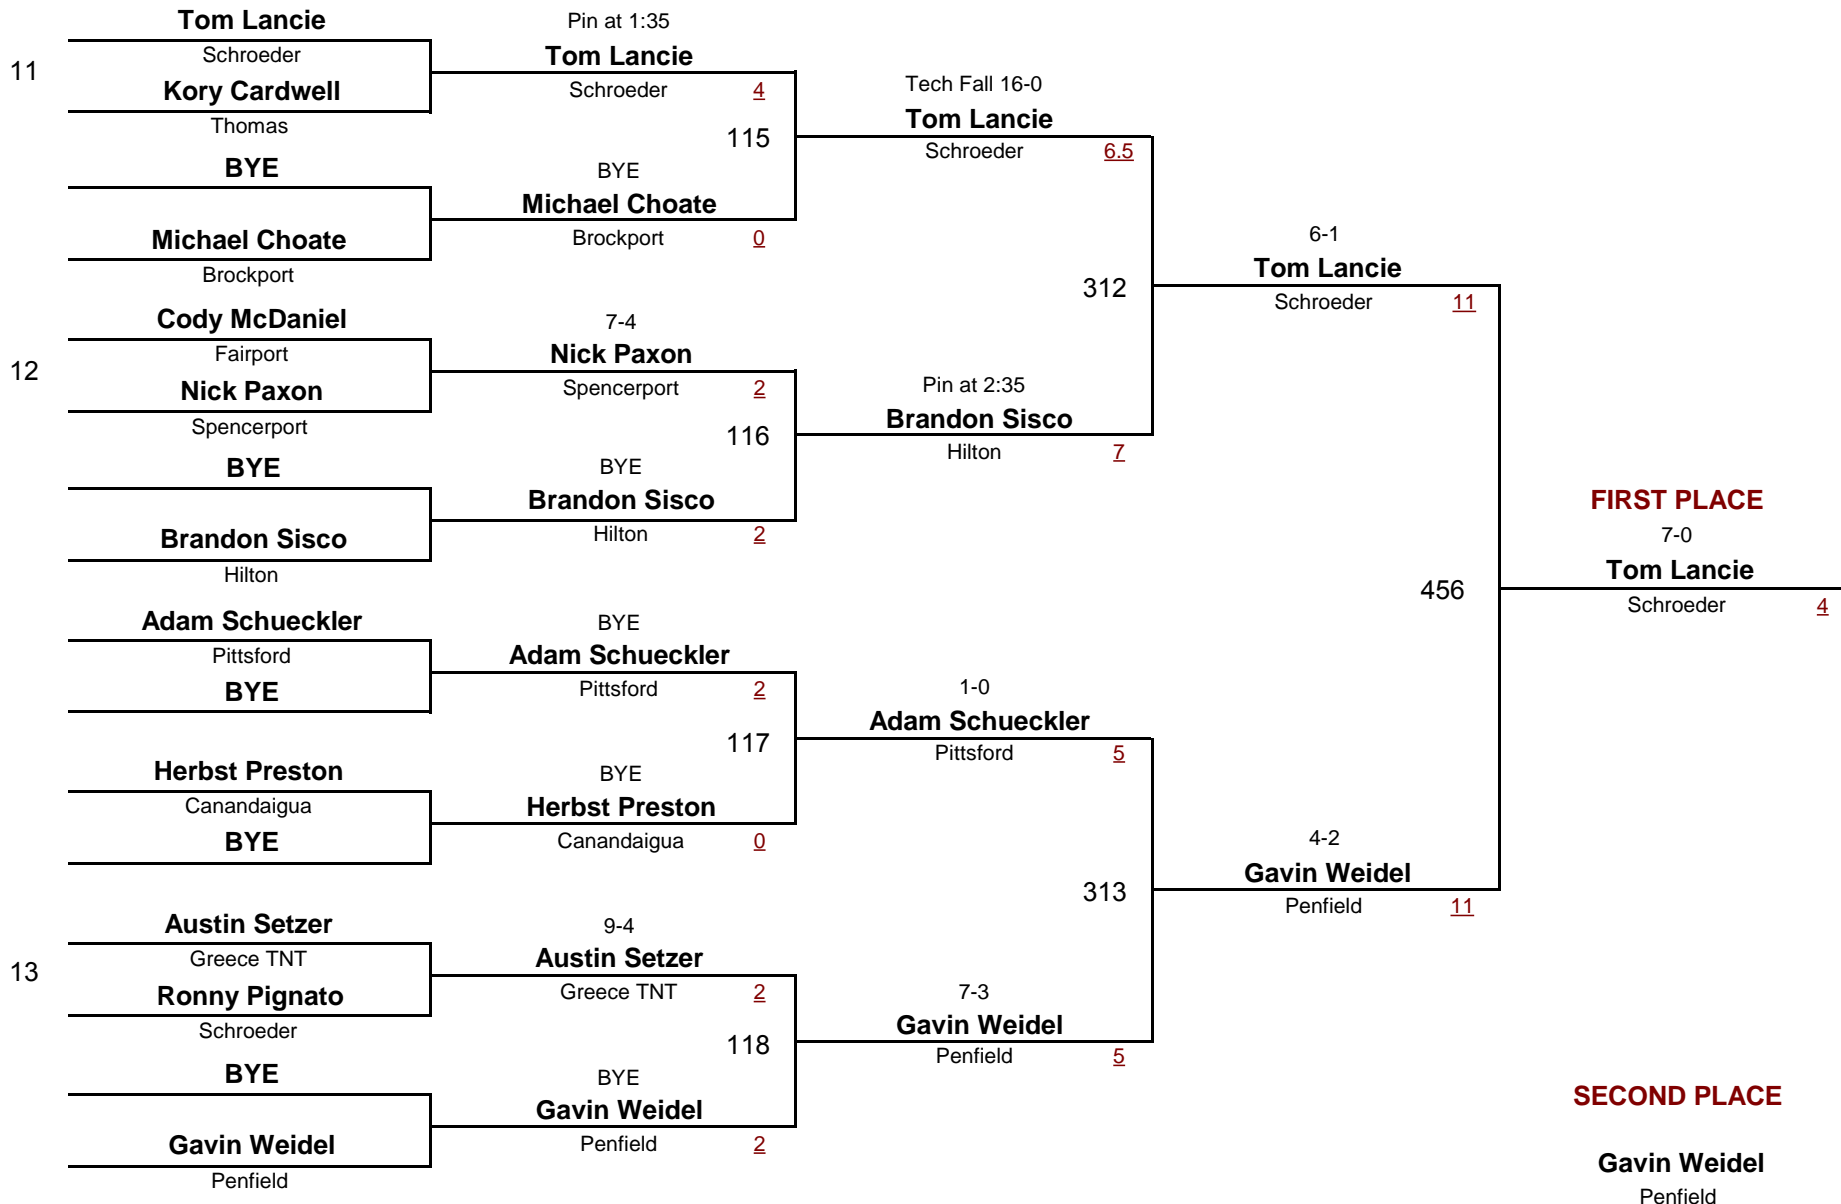 Tom Lancie
Schroeder
11
Kory Cardwell
Thomas
BYE
Michael Choate
Brockport
Cody McDaniel
Fairport
12
Nick Paxon
Spencerport
BYE
Brandon Sisco
Hilton
Adam Schueckler
Pittsford
BYE
Herbst Preston
Canandaigua
BYE
Austin Setzer
Greece TNT
13
Ronny Pignato
Schroeder
BYE
Gavin Weidel
Penfield
Pin at 1:35
Tom Lancie
Schroeder 4
115
BYE
Michael Choate
Brockport 0
7-4
Nick Paxon
Spencerport 2
116
BYE
Brandon Sisco
Hilton 2
BYE
Adam Schueckler
Pittsford 2
117
BYE
Herbst Preston
Canandaigua 0
9-4
Austin Setzer
Greece TNT 2
118
BYE
Gavin Weidel
Penfield 2
Tech Fall 16-0
Tom Lancie
Schroeder 6.5
312
Pin at 2:35
Brandon Sisco
Hilton 7
1-0
Adam Schueckler
Pittsford 5
313
7-3
Gavin Weidel
Penfield 5
6-1
Tom Lancie
Schroeder 11
456
4-2
Gavin Weidel
Penfield 11
FIRST PLACE
7-0
Tom Lancie
Schroeder 4
SECOND PLACE
Gavin Weidel
Penfield